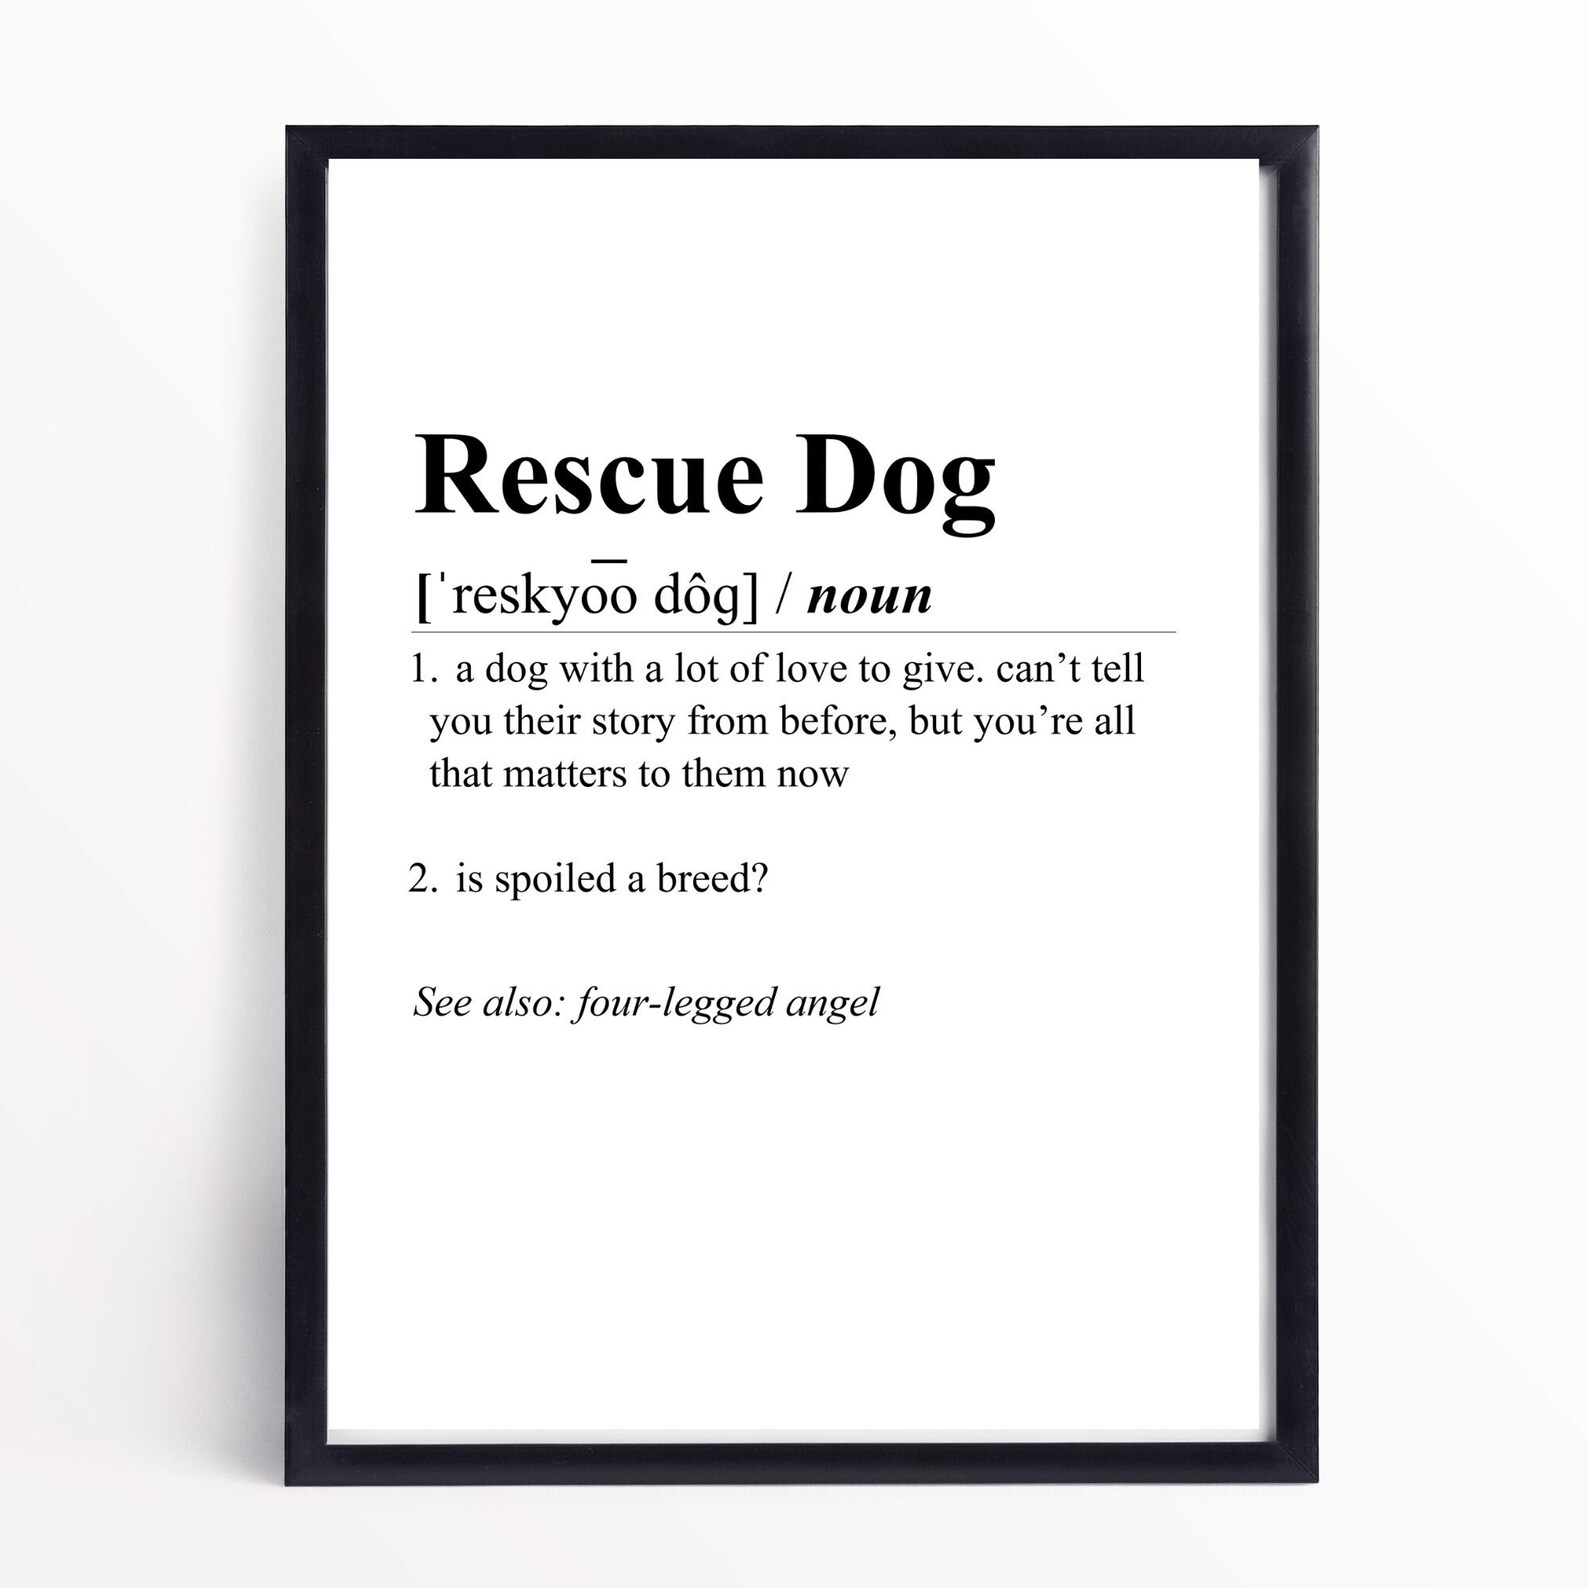 Rescue Dog
[ˈreskyo͞o dôɡ] / noun
1. a dog with a lot of love to give. can’t tell
you their story from before, but you’re all
that matters to them now
2. is spoiled a breed?
See also: four-legged angel